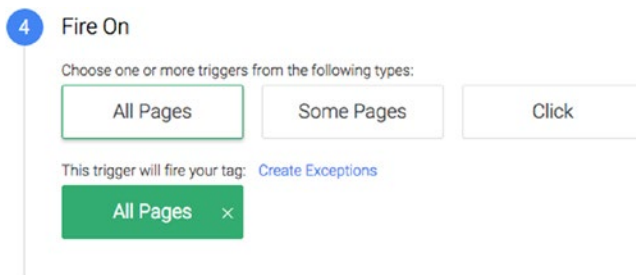 4 Fire On
Choose one or more triggers from the following types:
All Pages Some Pages Click
This trigger will fire your tag: Create Exceptions
All Pages ×